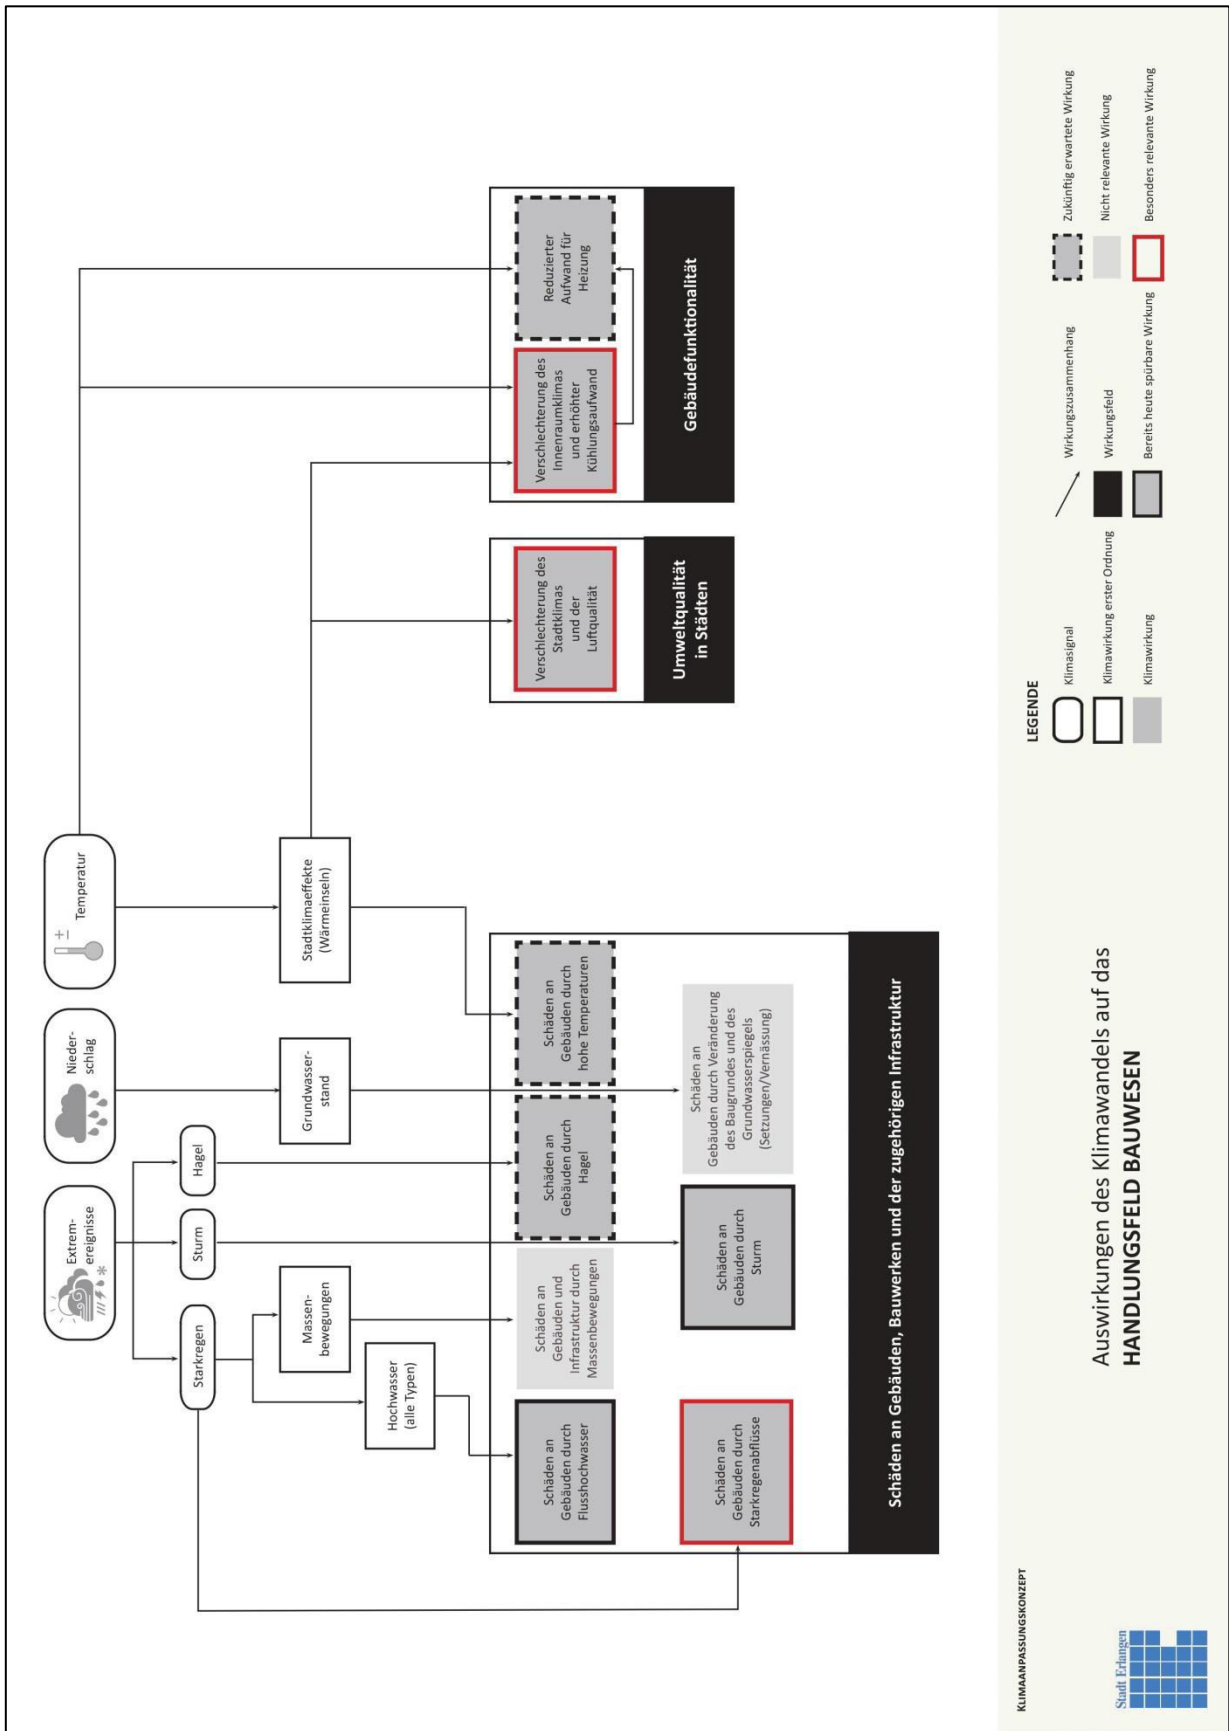 Extrem-
ereignisse
Nieder-
schlag
Temperatur
Starkregen
Sturm
Hagel
Massen-
bewegungen
Grundwasser-
stand
Stadtklimaeffekte
(Wärmeinseln)
Hochwasser
(alle Typen)
Schäden an
Gebäuden durch
Flusshochwasser
Schäden an
Gebäuden und
Infrastruktur durch
Massenbewegungen
Schäden an
Gebäuden durch
Hagel
Schäden an
Gebäuden durch
hohe Temperaturen
Schäden an
Gebäuden durch
Starkregenabflüsse
Schäden an
Gebäuden durch
Sturm
Schäden an
Gebäuden durch Veränderung
des Baugrundes und des
Grundwasserspiegels
(Setzungen/Vernässung)
Schäden an Gebäuden, Bauwerken und der zugehörigen Infrastruktur
Verschlechterung des
Stadtklimas
und der
Luftqualität
Umweltqualität
in Städten
Verschlechterung des
Innenraumklimas
und erhöhter
Kühlungsaufwand
Reduzierter
Aufwand für
Heizung
Gebäudefunktionalität
KLIMAANPASSUNGSKONZEPT
Stadt Erlangen
Auswirkungen des Klimawandels auf das
HANDLUNGSFELD BAUWESEN
LEGENDE
Klimasignal
Klimawirkung erster Ordnung
Klimawirkung
Wirkungszusammenhang
Wirkungsfeld
Bereits heute spürbare Wirkung
Zukünftig erwartete Wirkung
Nicht relevante Wirkung
Besonders relevante Wirkung